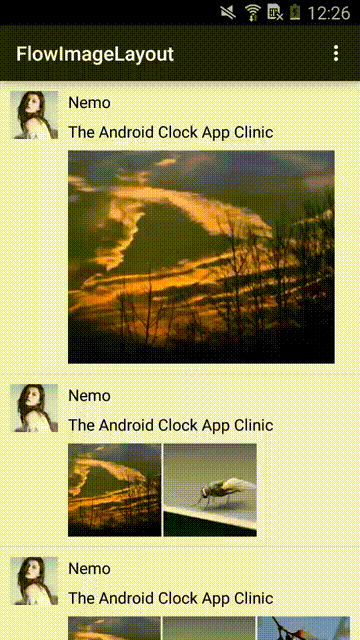 12:26
FlowImageLayout
Nemo
The Android Clock App Clinic
Nemo
The Android Clock App Clinic
Nemo
The Android Clock App Clinic